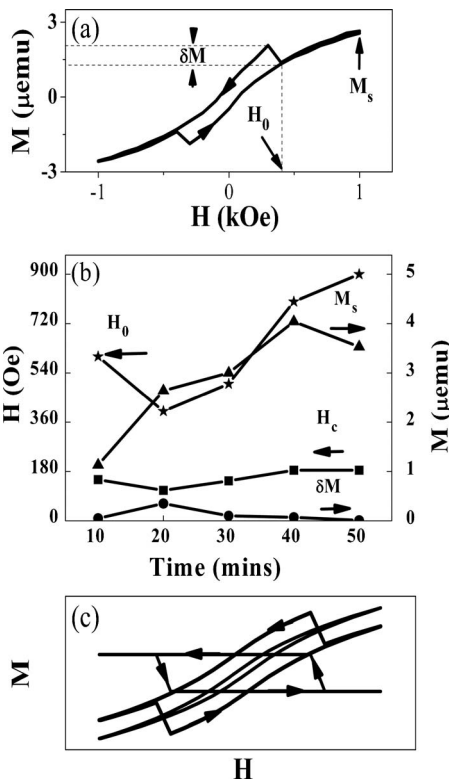 (a)
3
0
-3
M (μemu)
δM
H0
Ms
-1 0 1
H (kOe)
(b)
900
720
540
360
180
0
H (Oe)
5
4
3
2
1
0
M (μemu)
H0
Ms
Hc
δM
10 20 30 40 50
Time (mins)
(c)
M
H